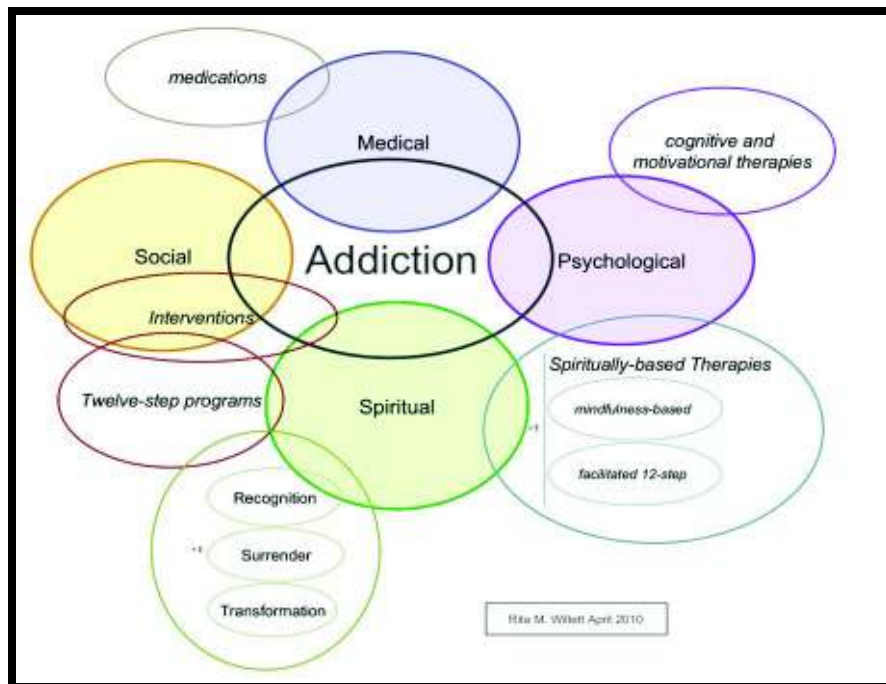 medications
Medical
cognitive and
motivational therapies
Social
Addiction
Psychological
Interventions
Spiritually-based Therapies
Twelve-step programs
Spiritual
mindfulness-based
facilitated 12-step
Recognition
Surrender
Transformation
Rita M. Willett April 2010